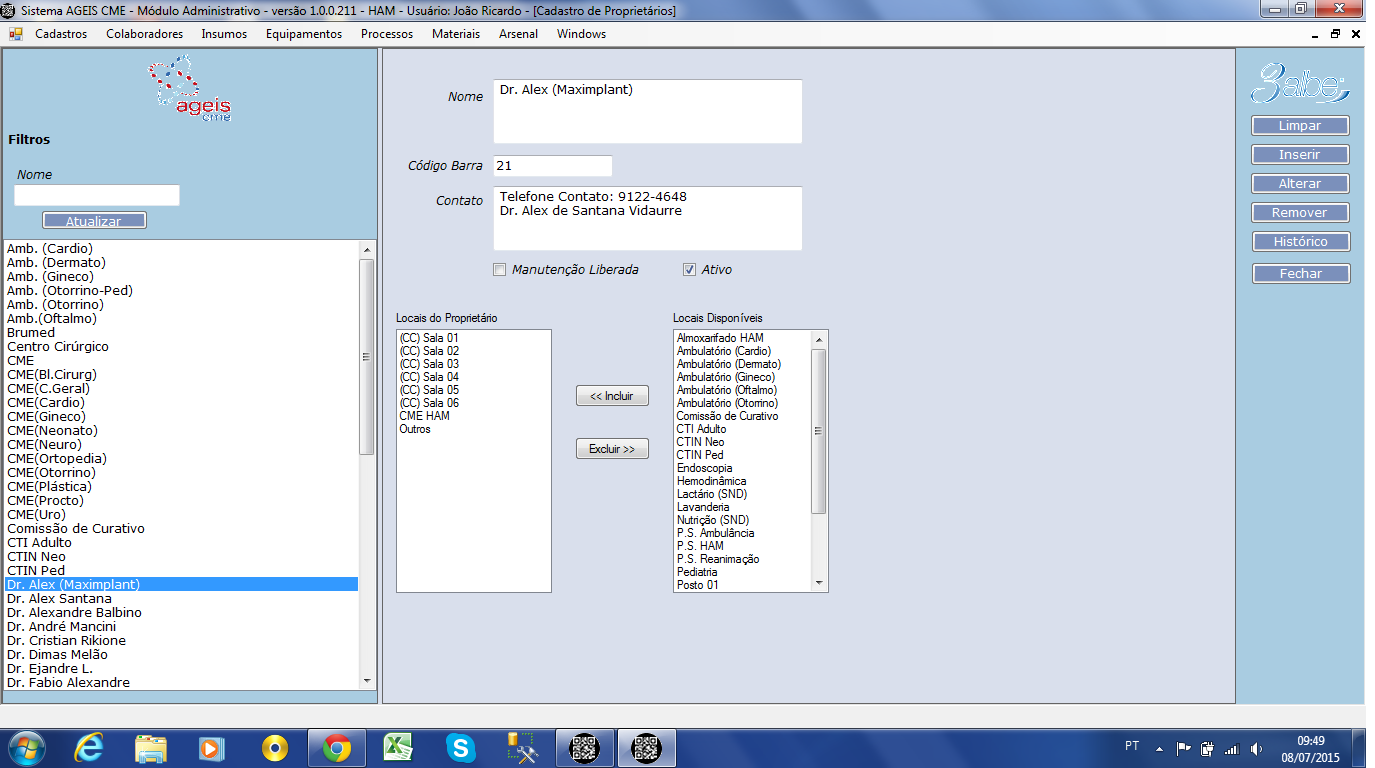 Sistema AGEIS CME - Módulo Administrativo - versão 1.0.0.211 - HAM - Usuário: João Ricardo - [Cadastro de Proprietários]
Cadastros Colaboradores Insumos Equipamentos Processos Materiais Arsenal Windows
ageis
cme
Filtros
Nome
Atualizar
Amb. (Cardio)
Amb. (Dermato)
Amb. (Gineco)
Amb. (Otorrino-Ped)
Amb. (Otorrino)
Amb.(Oftalmo)
Brumed
Centro Cirúrgico
CME
CME(Bl.Cirurg)
CME(C.Geral)
CME(Cardio)
CME(Gineco)
CME(Neonato)
CME(Neuro)
CME(Ortopedia)
CME(Otorrino)
CME(Plástica)
CME(Procto)
CME(Uro)
Comissão de Curativo
CTI Adulto
CTIN Neo
CTIN Ped
Dr. Alex (Maximplant)
Dr. Alex Santana
Dr. Alexandre Balbino
Dr. André Mancini
Dr. Cristian Rikione
Dr. Dimas Melão
Dr. Ejandre L.
Dr. Fabio Alexandre
Nome
Dr. Alex (Maximplant)
Código Barra
21
Contato
Telefone Contato: 9122-4648
Dr. Alex de Santana Vidaurre
Manutenção Liberada
Ativo
Locais do Proprietário
(CC) Sala 01
(CC) Sala 02
(CC) Sala 03
(CC) Sala 04
(CC) Sala 05
(CC) Sala 06
CME HAM
Outros
<< Incluir
Excluir >>
Locais Disponíveis
Almoxarifado HAM
Ambulatório (Cardio)
Ambulatório (Dermato)
Ambulatório (Gineco)
Ambulatório (Oftalmo)
Ambulatório (Otorrino)
Comissão de Curativo
CTI Adulto
CTIN Neo
CTIN Ped
Endoscopia
Hemodinâmica
Lactário (SND)
Lavanderia
Nutrição (SND)
P.S. Ambulância
P.S. HAM
P.S. Reanimação
Pediatria
Posto 01
3albe
Limpar
Inserir
Alterar
Remover
Histórico
Fechar
PT
09:49
08/07/2015